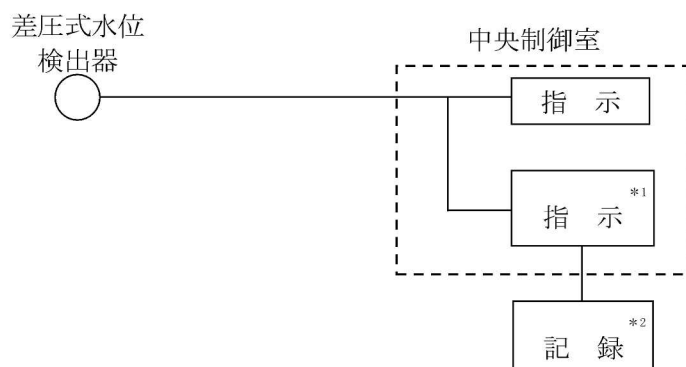 差圧式水位
検出器
中央制御室
指 示
指 示 *1
記 録 *2